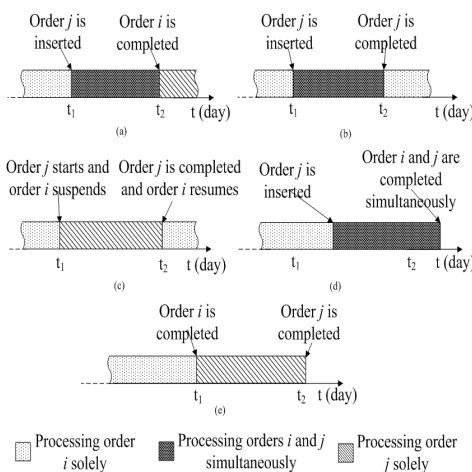 Order j is
inserted
Order i is
completed
t1
t2
t (day)
(a)
Order j is
inserted
Order j is
completed
t1
t2
t (day)
(b)
Order j starts and
order i suspends
Order j is completed
and order i resumes
t1
t2
t (day)
(c)
Order j is
inserted
Order i and j are
completed
simultaneously
t1
t2
t (day)
(d)
Order i is
completed
Order j is
completed
t1
t2
t (day)
(e)
Processing order
i solely
Processing orders i and j
simultaneously
Processing order
j solely